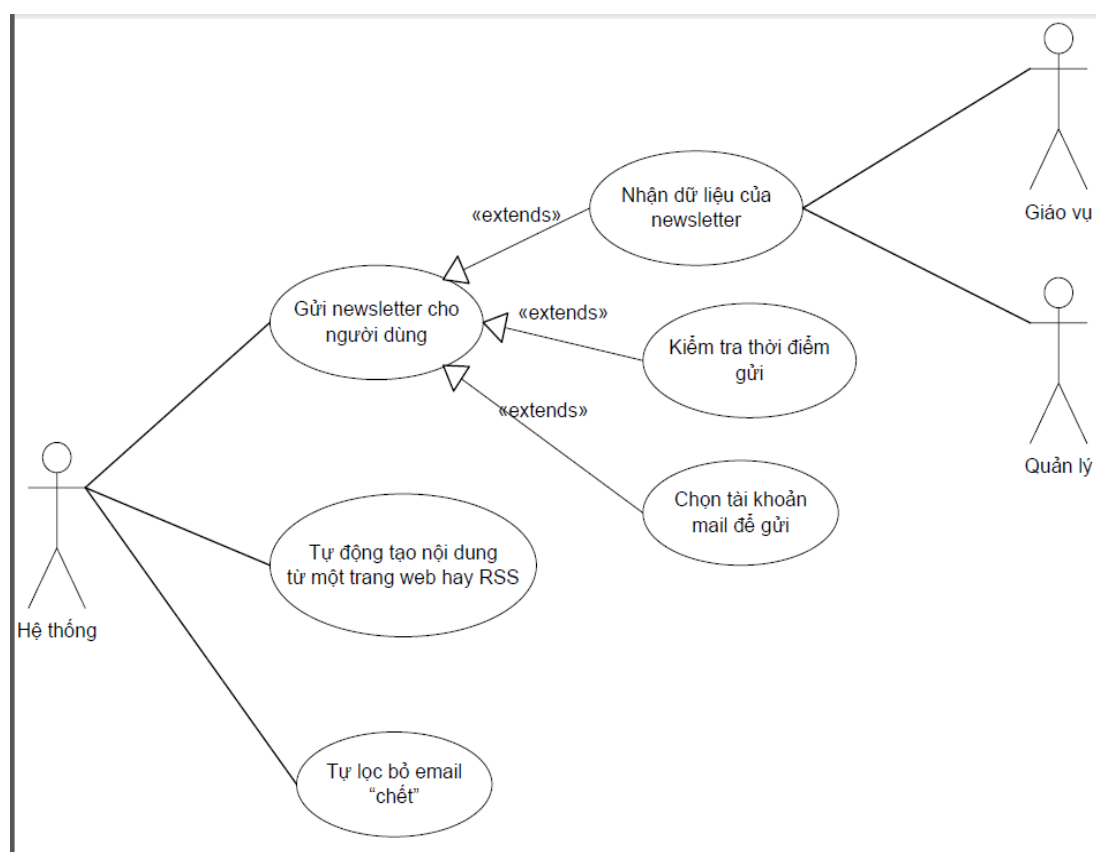 Nhận dữ liệu của
newsletter
«extends»
Giáo vụ
Gửi newsletter cho
người dùng
«extends»
Kiểm tra thời điểm
gửi
«extends»
Quản lý
Chọn tài khoản
mail để gửi
Tự động tạo nội dung
từ một trang web hay RSS
Hệ thống
Tự lọc bỏ email
“chết”